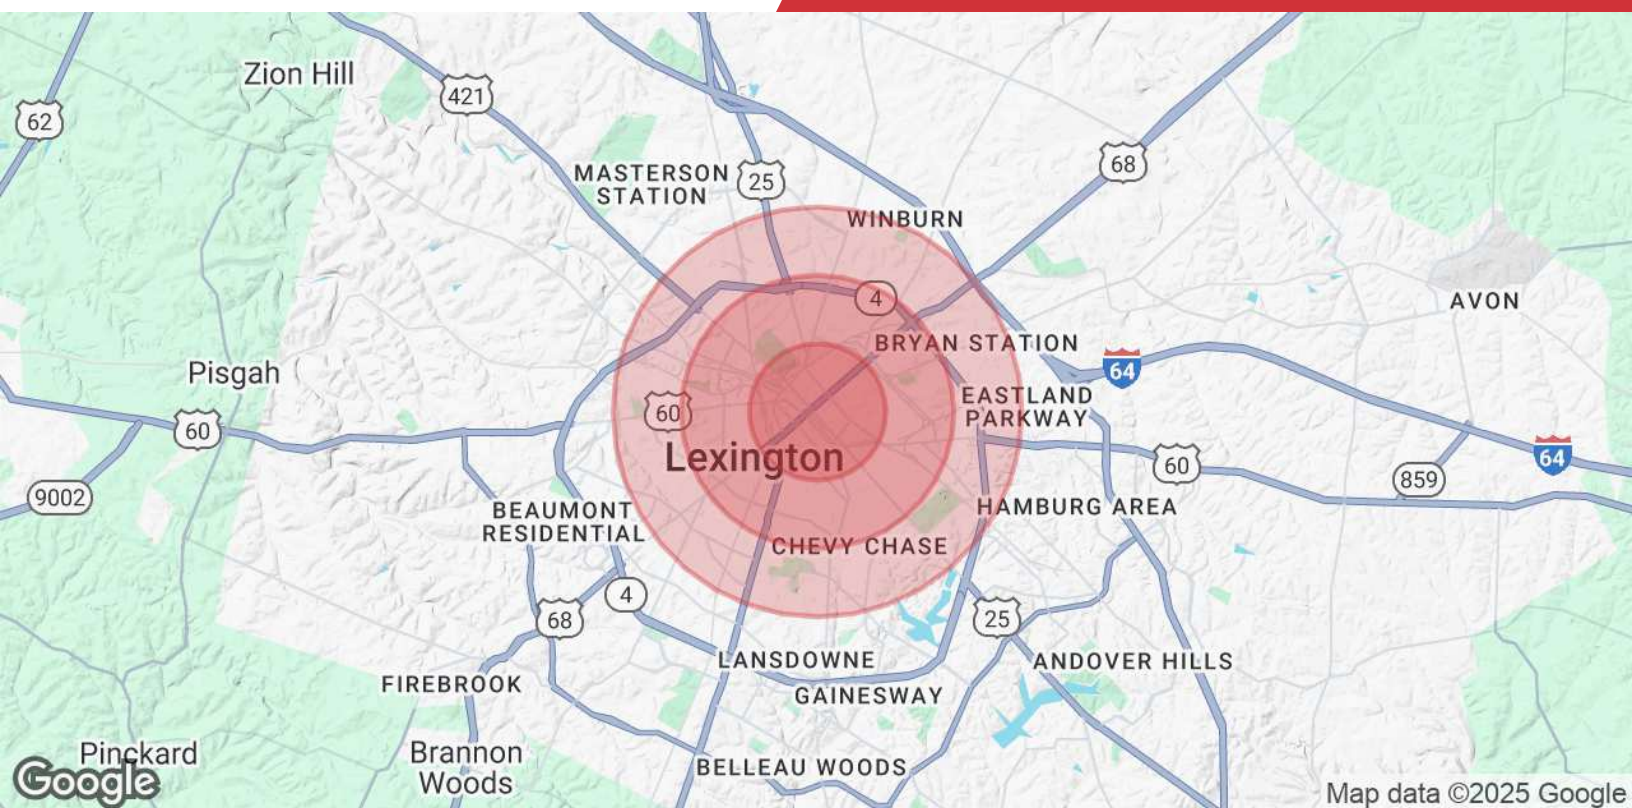 Zion Hill
421
62
68
MASTERSON
STATION
25
WINBURN
4
AVON
BRYAN STATION
Pisgah
64
EASTLAND
PARKWAY
60
60
Lexington
64
60
859
9002
HAMBURG AREA
BEAUMONT
RESIDENTIAL
CHEVY CHASE
4
68
25
LANSDOWNE
ANDOVER HILLS
FIREBROOK
GAINESWAY
Pinckard
Brannon
Woods
BELLEAU WOODS
Google
Map data ©2025 Google